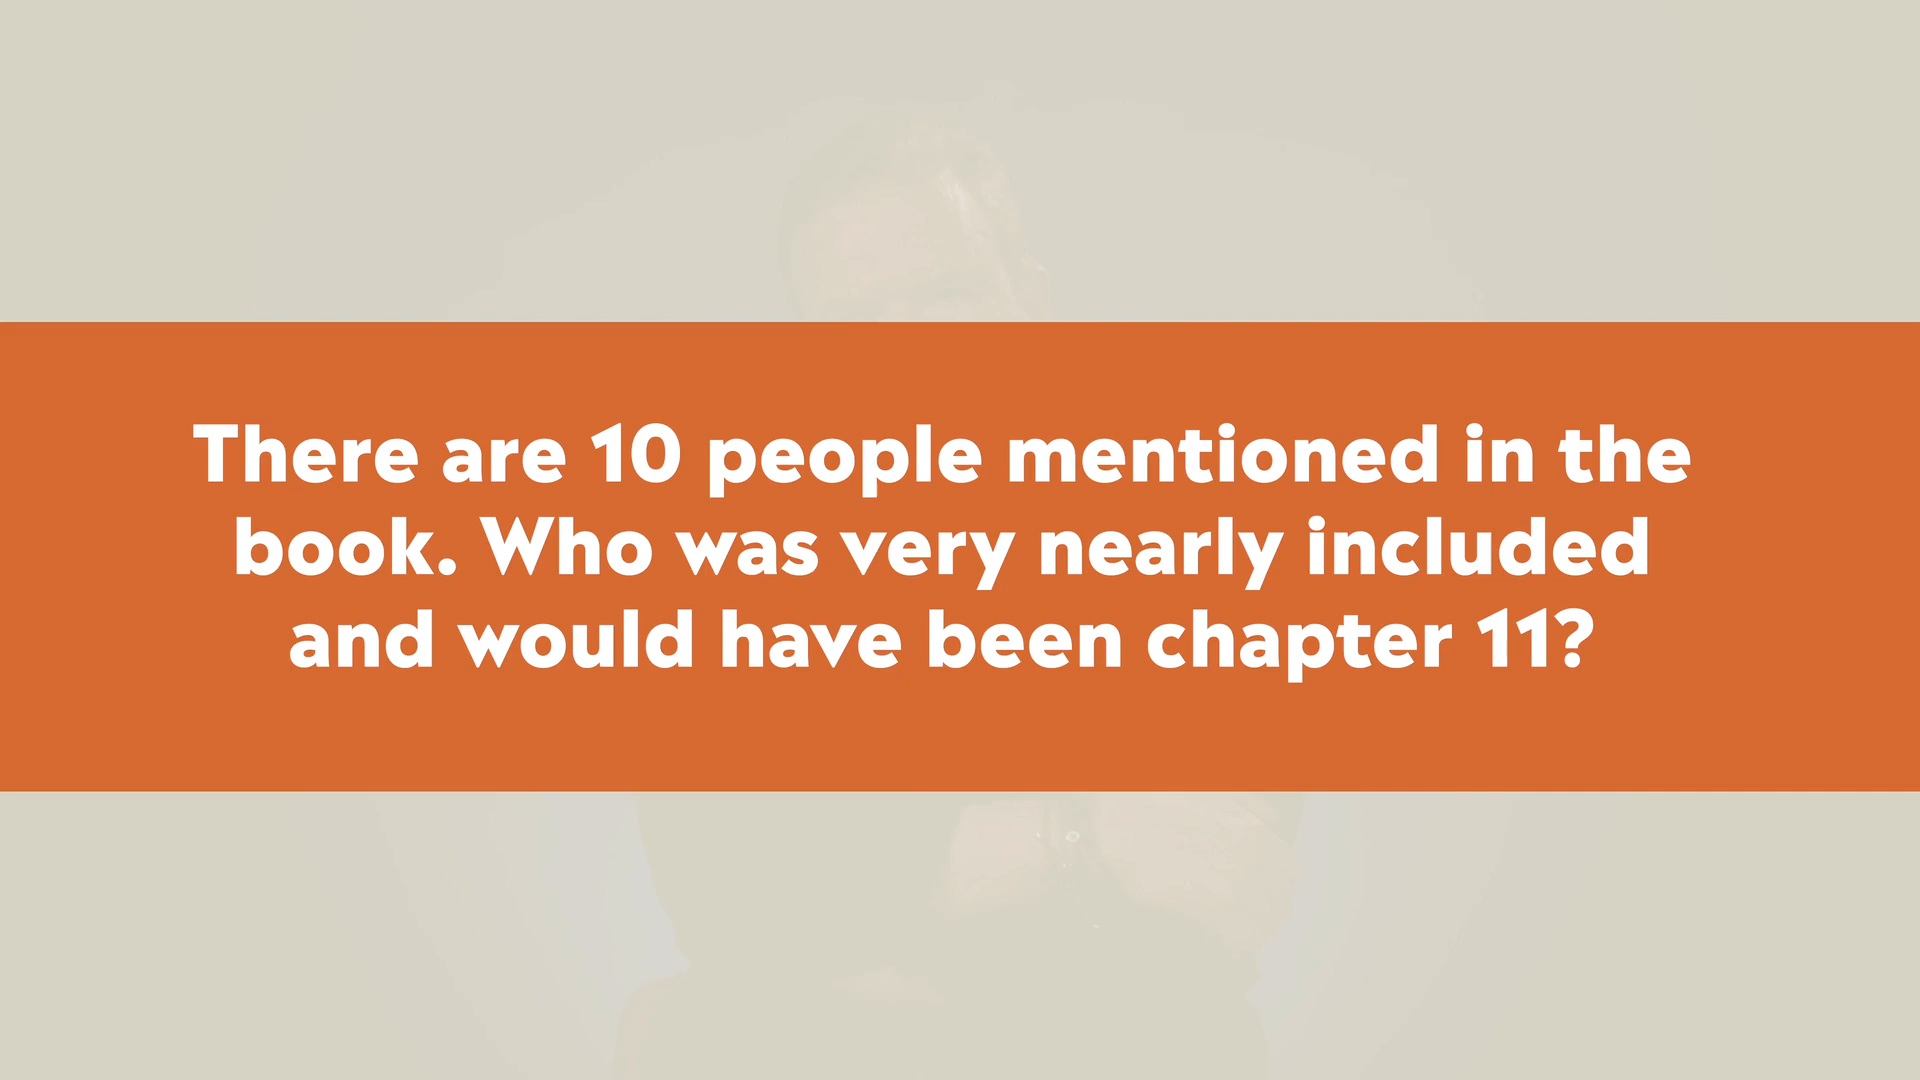 There are 10 people mentioned in the
book. Who was very nearly included
and would have been chapter 11?